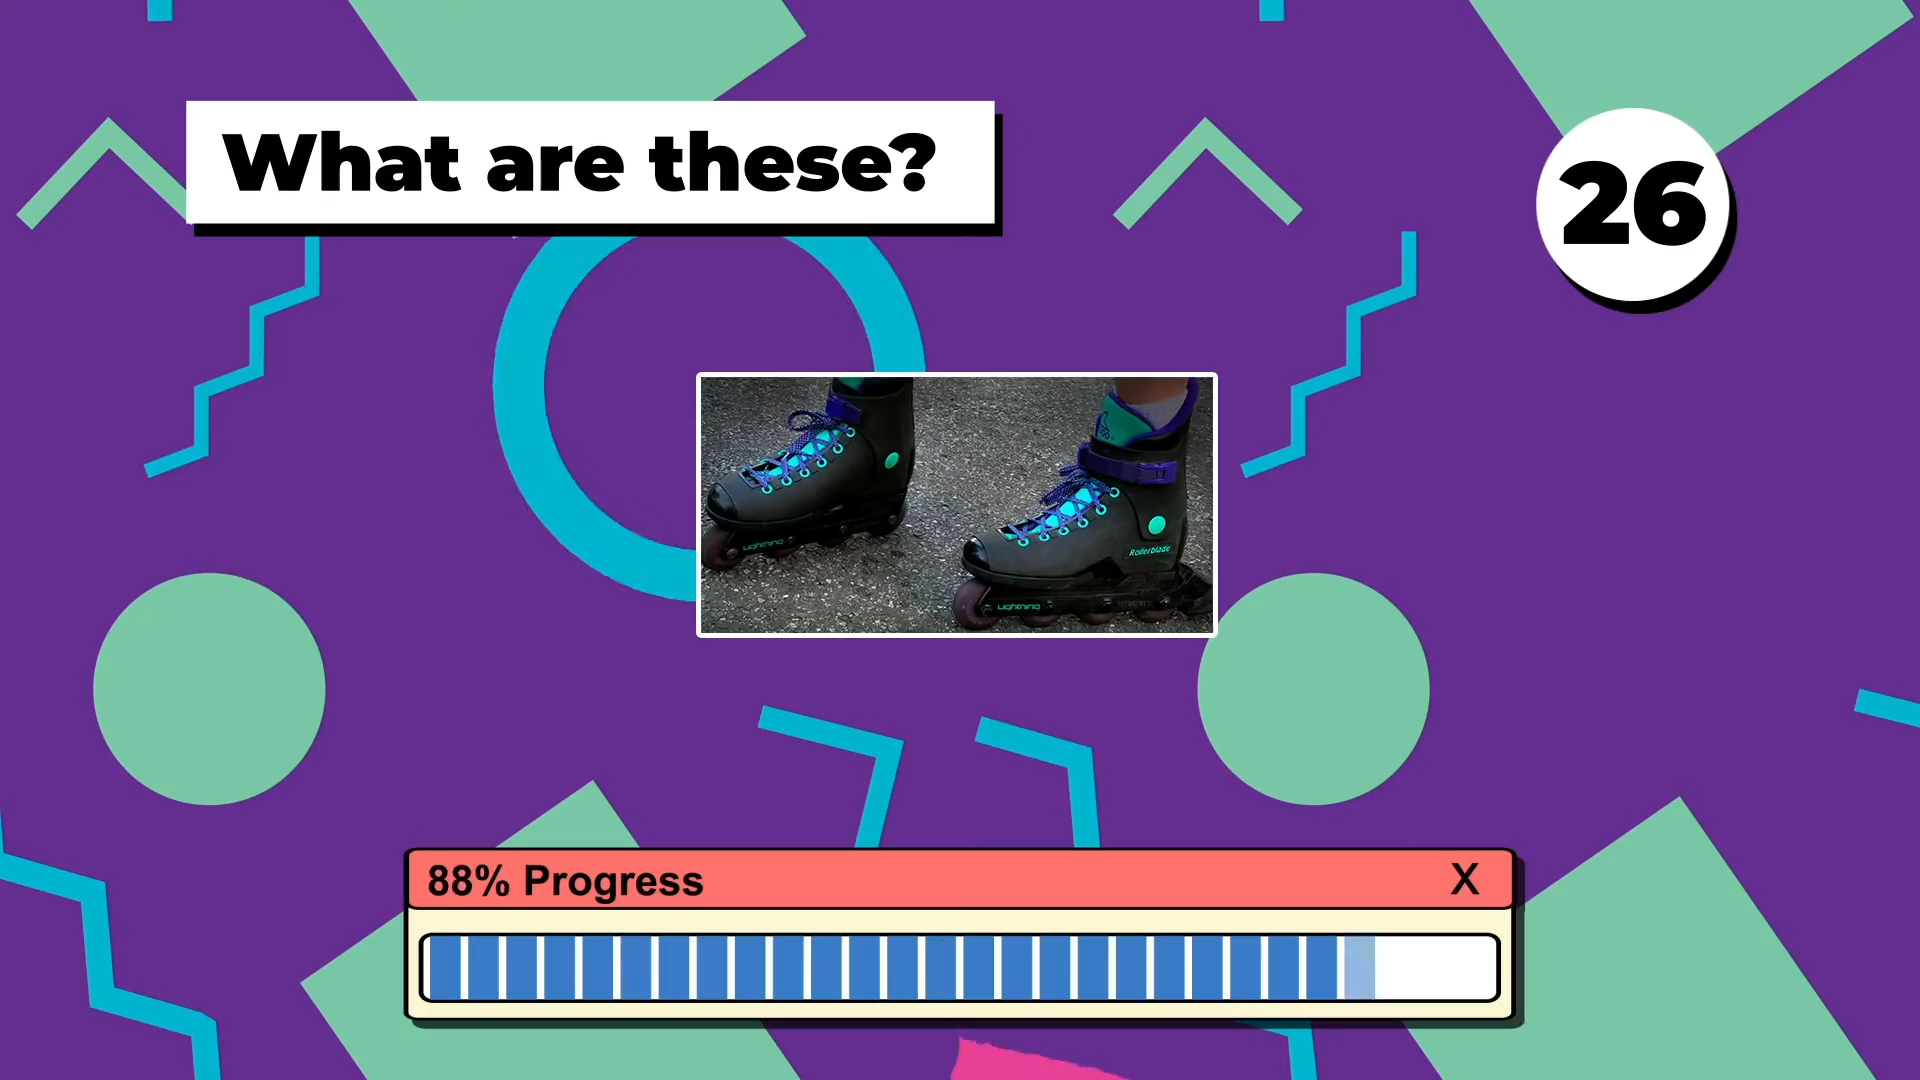 What are these?
26
Lightning
Rollerblade
Lightning
88% Progress
X